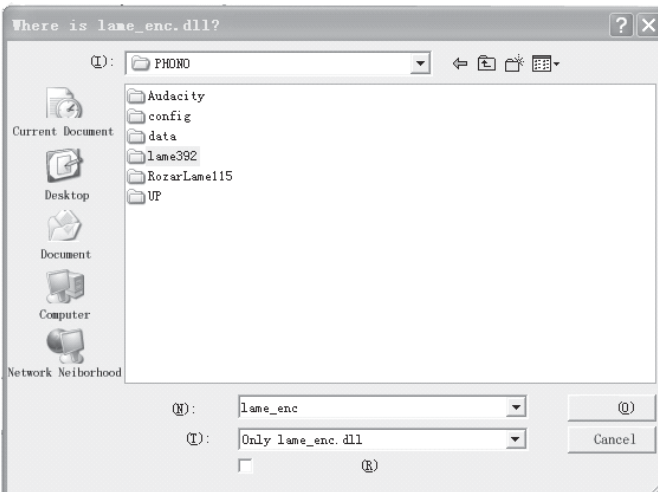 Where is lame_enc.dll?
(I): PHONO
Audacity
config
data
lame392
RozarLame115
UP
Current Document
Desktop
Document
Computer
Network Neiborhood
(N): lame_enc (O)
(T): Only lame_enc.dll Cancel
(R)